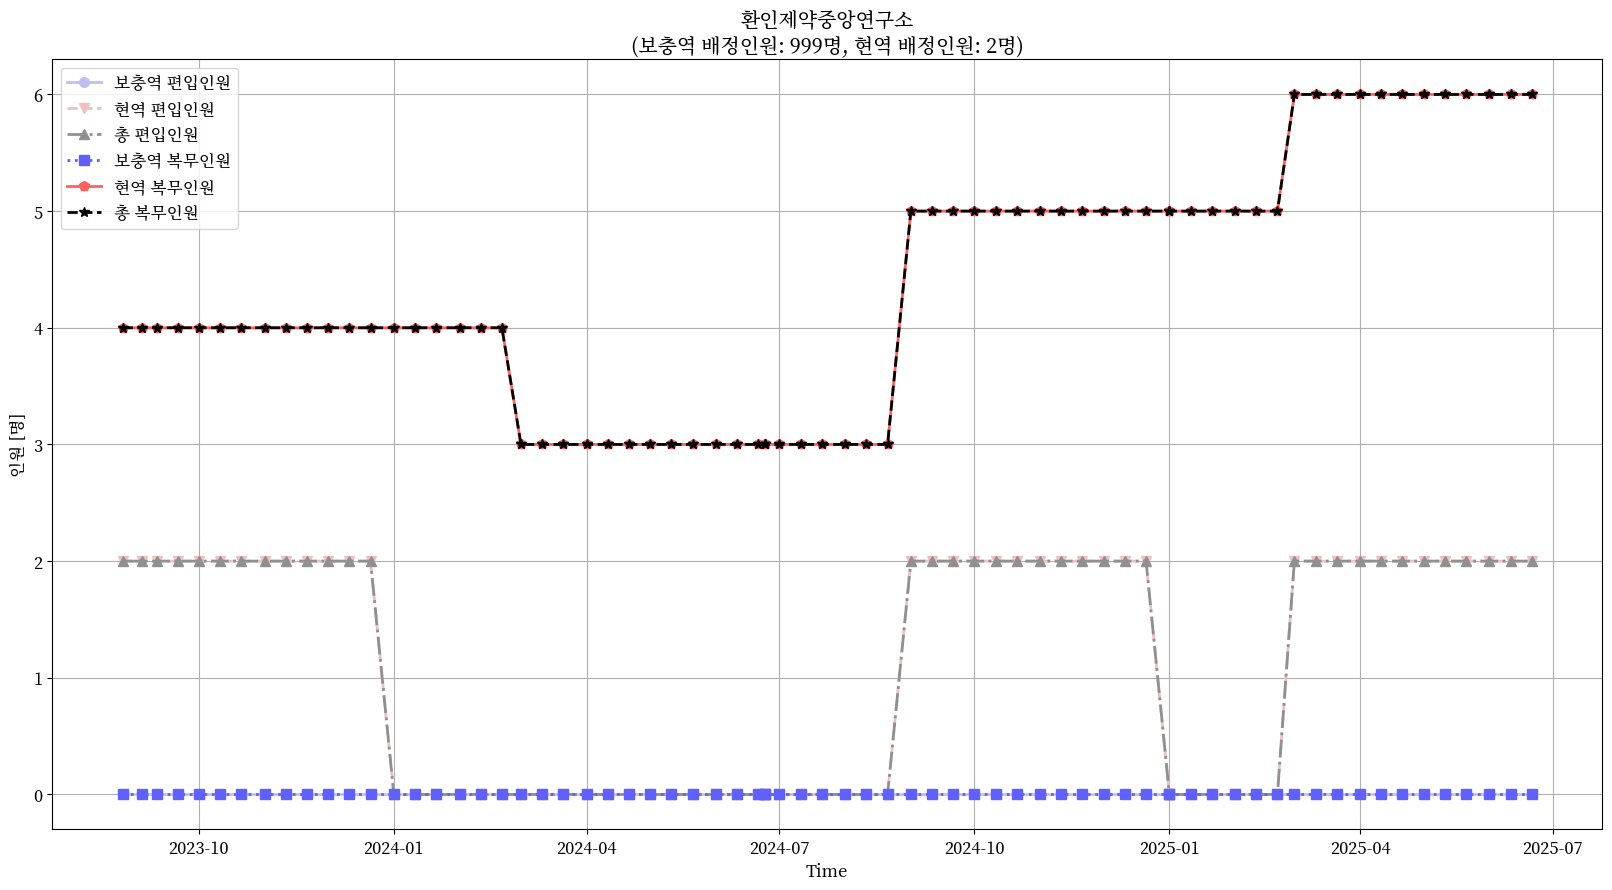 환인제약중앙연구소
(보충역 배정인원: 999명, 현역 배정인원: 2명)
보충역 편입인원
현역 편입인원
총 편입인원
보충역 복무인원
현역 복무인원
총 복무인원
인원 [명]
6
5
4
3
2
1
0
2023-10
2024-01
2024-04
2024-07
2024-10
2025-01
2025-04
2025-07
Time